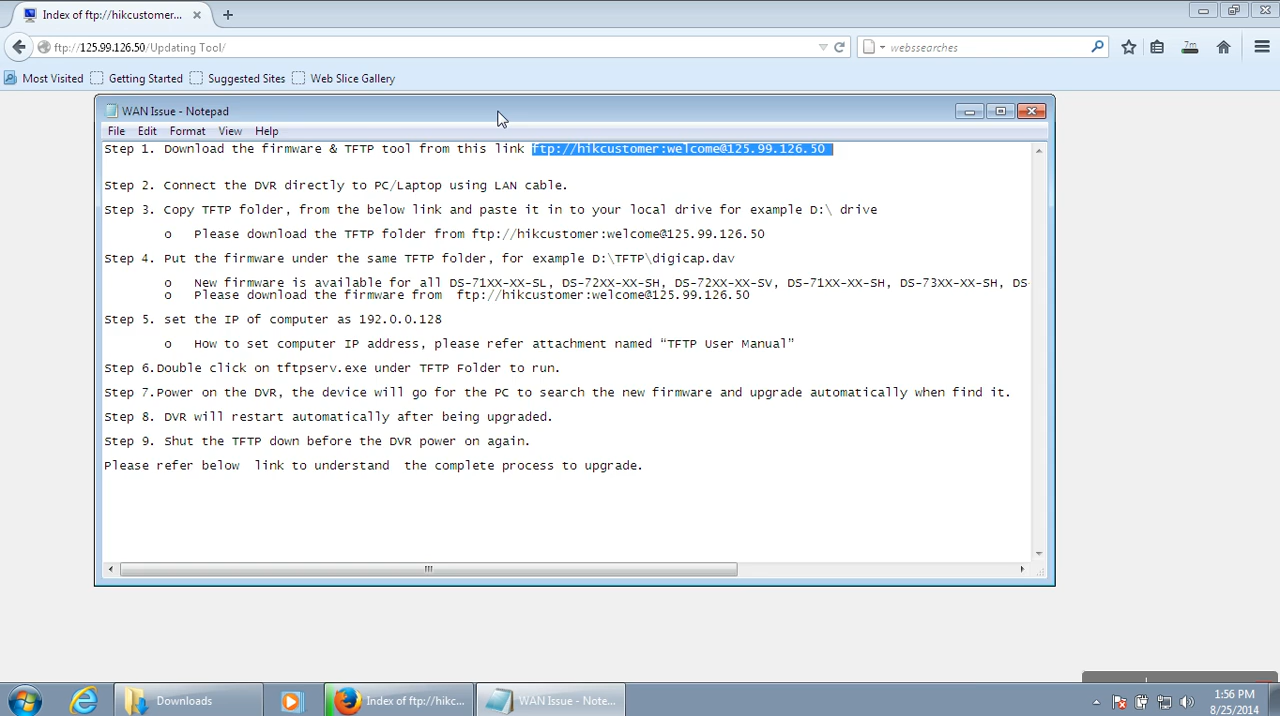 Index of ftp://hikcustomer:...
ftp://125.99.126.50/Updating Tool/
webssearches
7m
Most Visited
Getting Started
Suggested Sites
Web Slice Gallery
WAN Issue - Notepad
File Edit Format View Help
Step 1. Download the firmware & TFTP tool from this link ftp://hikcustomer:welcome@125.99.126.50
Step 2. Connect the DVR directly to PC/Laptop using LAN cable.
Step 3. Copy TFTP folder, from the below link and paste it in to your local drive for example D:\ drive
o Please download the TFTP folder from ftp://hikcustomer:welcome@125.99.126.50
Step 4. Put the firmware under the same TFTP folder, for example D:\TFTP\digicap.dav
o New firmware is available for all DS-71XX-XX-SL, DS-72XX-XX-SH, DS-72XX-XX-SV, DS-71XX-XX-SH, DS-73XX-XX-SH, DS-
o Please download the firmware from ftp://hikcustomer:welcome@125.99.126.50
Step 5. set the IP of computer as 192.0.0.128
o How to set computer IP address, please refer attachment named “TFTP User Manual”
Step 6.Double click on tftpserv.exe under TFTP Folder to run.
Step 7.Power on the DVR, the device will go for the PC to search the new firmware and upgrade automatically when find it.
Step 8. DVR will restart automatically after being upgraded.
Step 9. Shut the TFTP down before the DVR power on again.
Please refer below link to understand the complete process to upgrade.
Downloads
Index of ftp://hikc...
WAN Issue - Note...
1:56 PM
8/25/2014